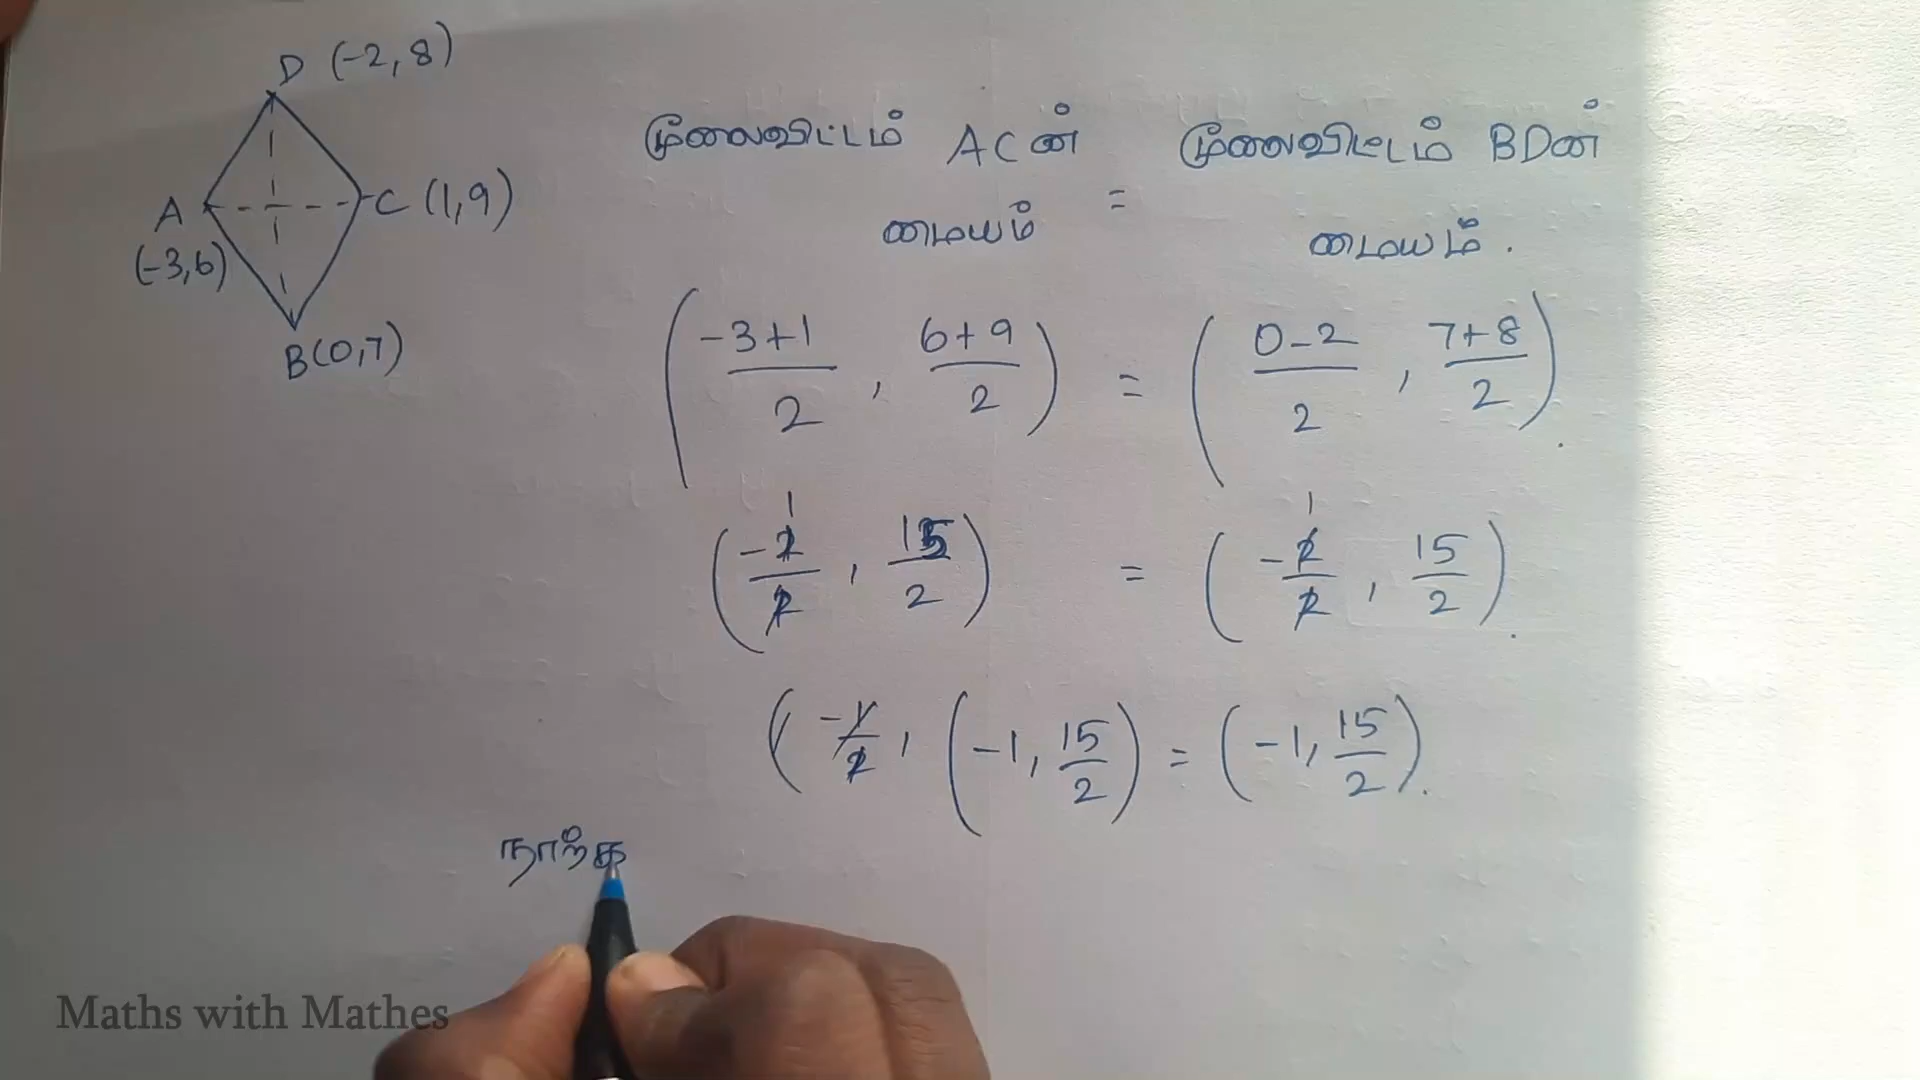 D (-2, 8)
A
(-3, 6)
C (1, 9)
B(0, 7)
மூலைவிட்டம் ACன் = மூலைவிட்டம் BDன்
மையம் மையம் .
( -3+1/2 , 6+9/2 ) = ( 0-2/2 , 7+8/2 ) .
( -2/2 , 15/2 ) = ( -2/2 , 15/2 ) .
( -1, 15/2 ) = ( -1, 15/2 ) .
நாற்க
Maths with Mathes